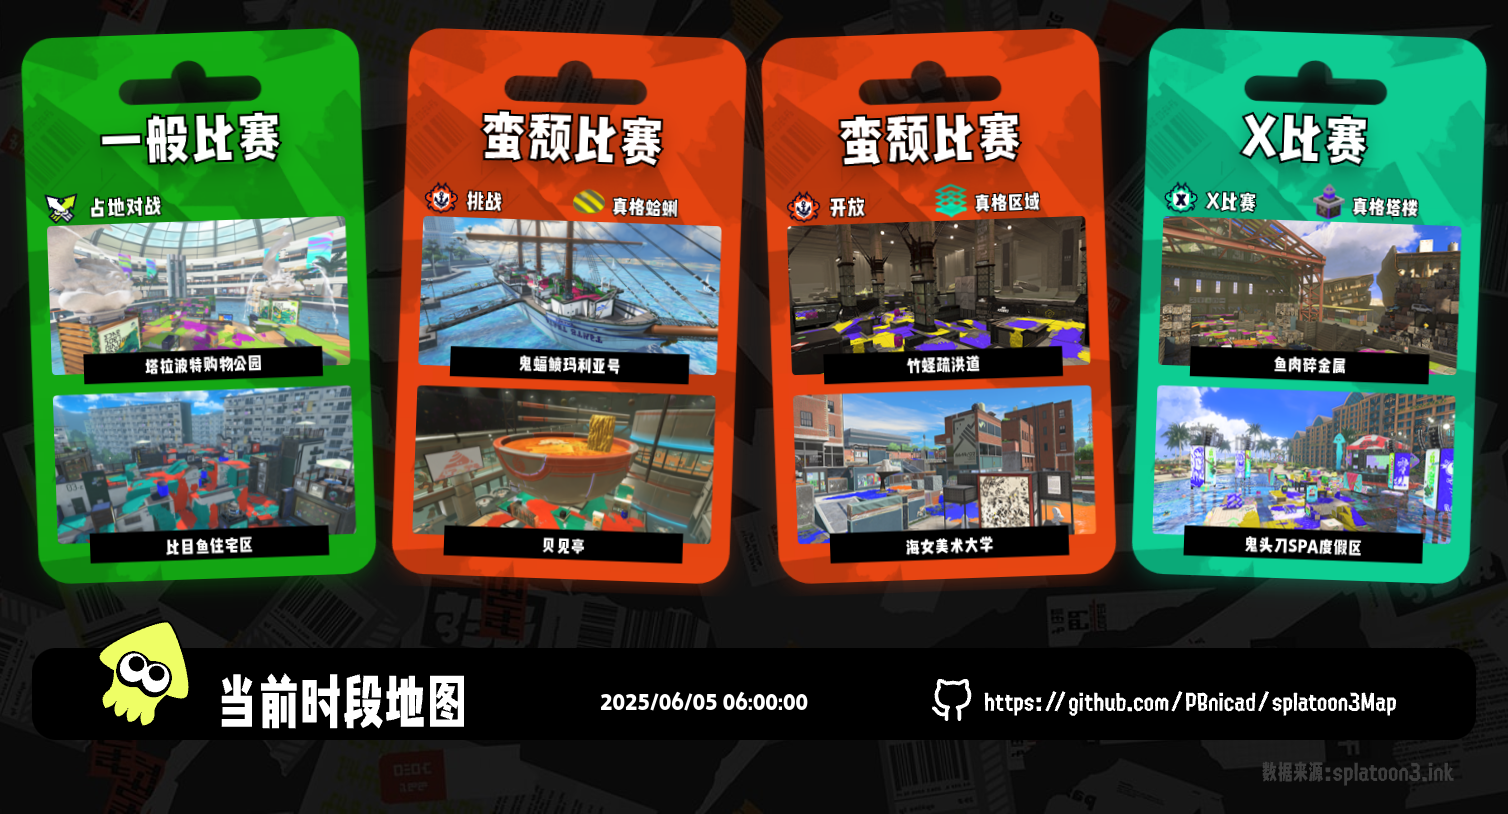 一般比赛
占地对战
塔拉波特购物公园
比目鱼住宅区
蛮颓比赛
挑战
真格蛤蜊
鬼蝠鲼玛利亚号
贝见亭
蛮颓比赛
开放
真格区域
竹蛏疏洪道
海女美术大学
X比赛
X比赛
真格塔楼
鱼肉碎金属
鬼头刀SPA度假区
当前时段地图
2025/06/05 06:00:00
https://github.com/PBnicad/splatoon3Map
数据来源:splatoon3.ink